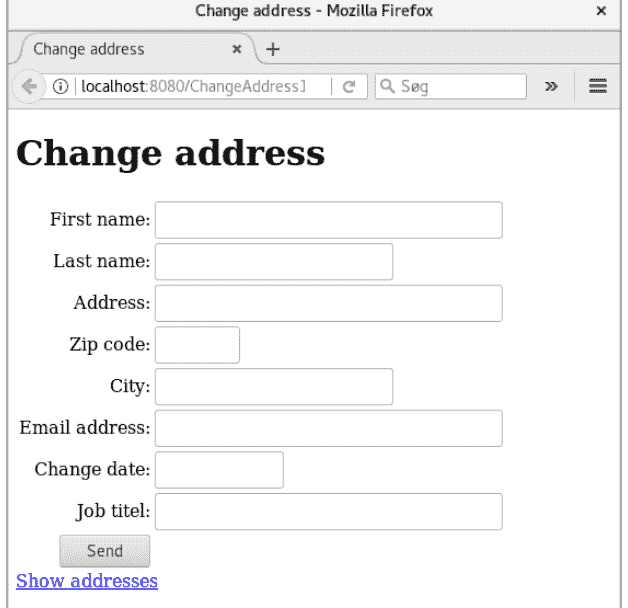 Change address - Mozilla Firefox ×
Change address × +
localhost:8080/ChangeAddress1 Søg »
Change address
First name:
Last name:
Address:
Zip code:
City:
Email address:
Change date:
Job titel:
Send
Show addresses